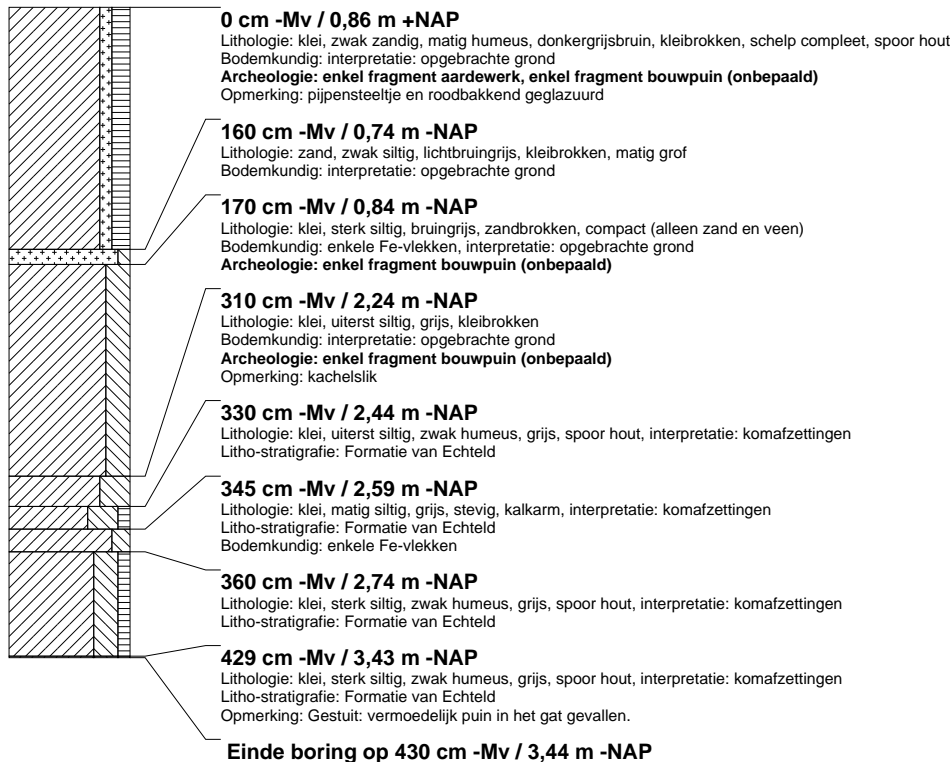 0 cm -Mv / 0,86 m +NAP
Lithologie: klei, zwak zandig, matig humeus, donkergrijsbruin, kleibrokken, schelp compleet, spoor hout
Bodemkundig: interpretatie: opgebrachte grond
Archeologie: enkel fragment aardewerk, enkel fragment bouwpuin (onbepaald)
Opmerking: pijpensteeltje en roodbakkend geglazuurd
160 cm -Mv / 0,74 m -NAP
Lithologie: zand, zwak siltig, lichtbruingrijs, kleibrokken, matig grof
Bodemkundig: interpretatie: opgebrachte grond
170 cm -Mv / 0,84 m -NAP
Lithologie: klei, sterk siltig, bruingrijs, zandbrokken, compact (alleen zand en veen)
Bodemkundig: enkele Fe-vlekken, interpretatie: opgebrachte grond
Archeologie: enkel fragment bouwpuin (onbepaald)
310 cm -Mv / 2,24 m -NAP
Lithologie: klei, uiterst siltig, grijs, kleibrokken
Bodemkundig: interpretatie: opgebrachte grond
Archeologie: enkel fragment bouwpuin (onbepaald)
Opmerking: kachelslik
330 cm -Mv / 2,44 m -NAP
Lithologie: klei, uiterst siltig, zwak humeus, grijs, spoor hout, interpretatie: komafzettingen
Litho-stratigrafie: Formatie van Echteld
345 cm -Mv / 2,59 m -NAP
Lithologie: klei, matig siltig, grijs, stevig, kalkarm, interpretatie: komafzettingen
Litho-stratigrafie: Formatie van Echteld
Bodemkundig: enkele Fe-vlekken
360 cm -Mv / 2,74 m -NAP
Lithologie: klei, sterk siltig, zwak humeus, grijs, spoor hout, interpretatie: komafzettingen
Litho-stratigrafie: Formatie van Echteld
429 cm -Mv / 3,43 m -NAP
Lithologie: klei, sterk siltig, zwak humeus, grijs, spoor hout, interpretatie: komafzettingen
Litho-stratigrafie: Formatie van Echteld
Opmerking: Gestuit: vermoedelijk puin in het gat gevallen.
Einde boring op 430 cm -Mv / 3,44 m -NAP